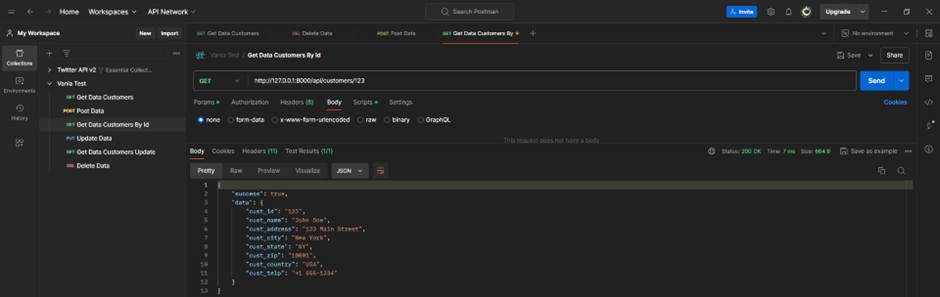 Home Workspaces API Network Search Postman Invite Upgrade
My Workspace New Import GET Get Data Customers DEL Delete Data POST Post Data GET Get Data Customers By No environment
Collections
Environments
History
Twitter API v2 Essential Collect...
Vania Test
GET Get Data Customers
POST Post Data
GET Get Data Customers By Id
PUT Update Data
GET Get Data Customers Update
DEL Delete Data
Vania Test / Get Data Customers By Id Save Share
GET http://127.0.0.1:8000/api/customers/123 Send
Params Authorization Headers (8) Body Scripts Settings Cookies
none form-data x-www-form-urlencoded raw binary GraphQL
This request does not have a body
Body Cookies Headers (11) Test Results (1/1) Status: 200 OK Time: 7 ms Size: 664 B Save as example
Pretty Raw Preview Visualize JSON
1 {
2 "success": true,
3 "data": {
4 "cust_id": "123",
5 "cust_name": "John Doe",
6 "cust_address": "123 Main Street",
7 "cust_city": "New York",
8 "cust_state": "NY",
9 "cust_zip": "10001",
10 "cust_country": "USA",
11 "cust_telp": "+1 555-1234"
12 }
13 }